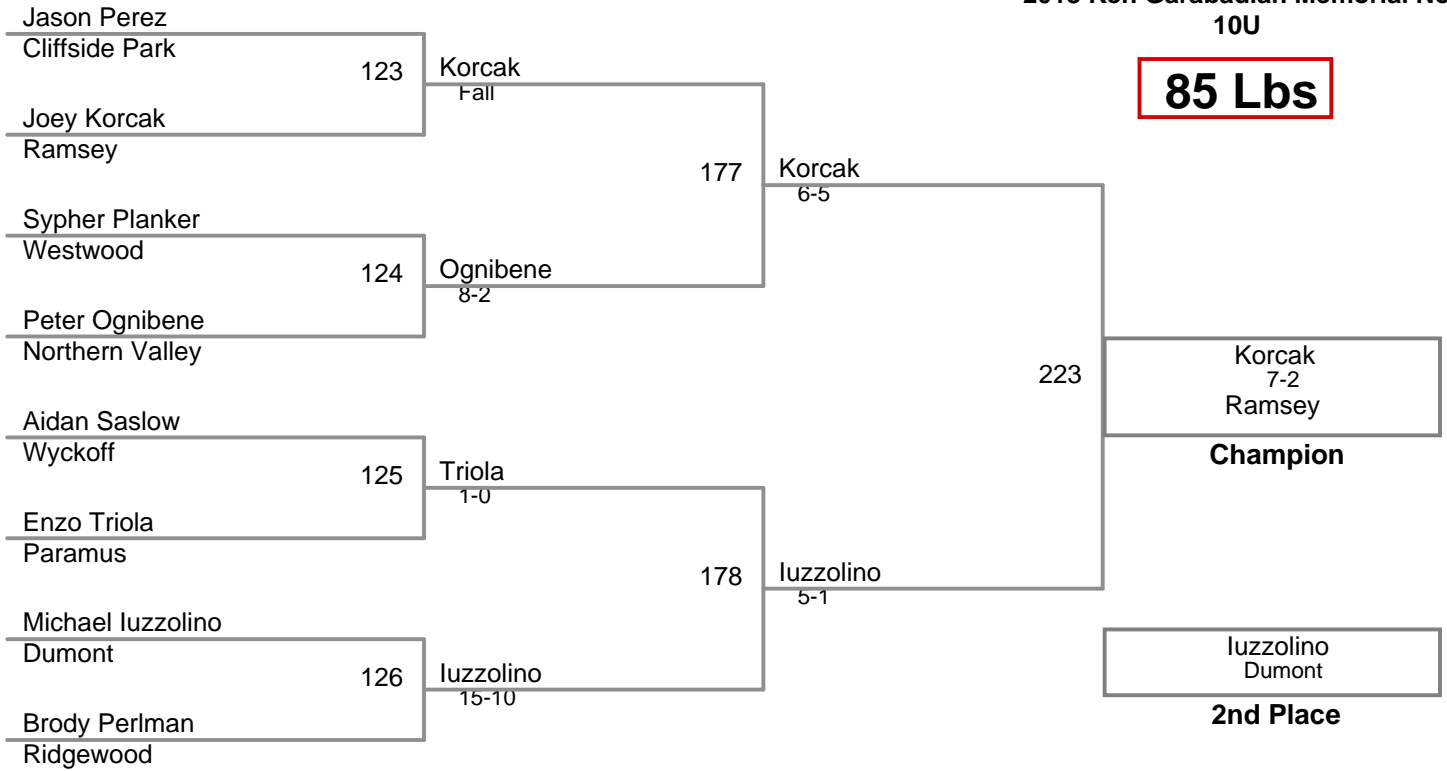 10U
85 Lbs
Jason Perez
Cliffside Park
123
Korcak
Fall
Joey Korcak
Ramsey
177
Korcak
6-5
Sypher Planker
Westwood
124
Ognibene
8-2
Peter Ognibene
Northern Valley
223
Korcak
7-2
Ramsey
Champion
Aidan Saslow
Wyckoff
125
Triola
1-0
Enzo Triola
Paramus
178
Iuzzolino
5-1
Michael Iuzzolino
Dumont
126
Iuzzolino
15-10
Brody Perlman
Ridgewood
Iuzzolino
Dumont
2nd Place